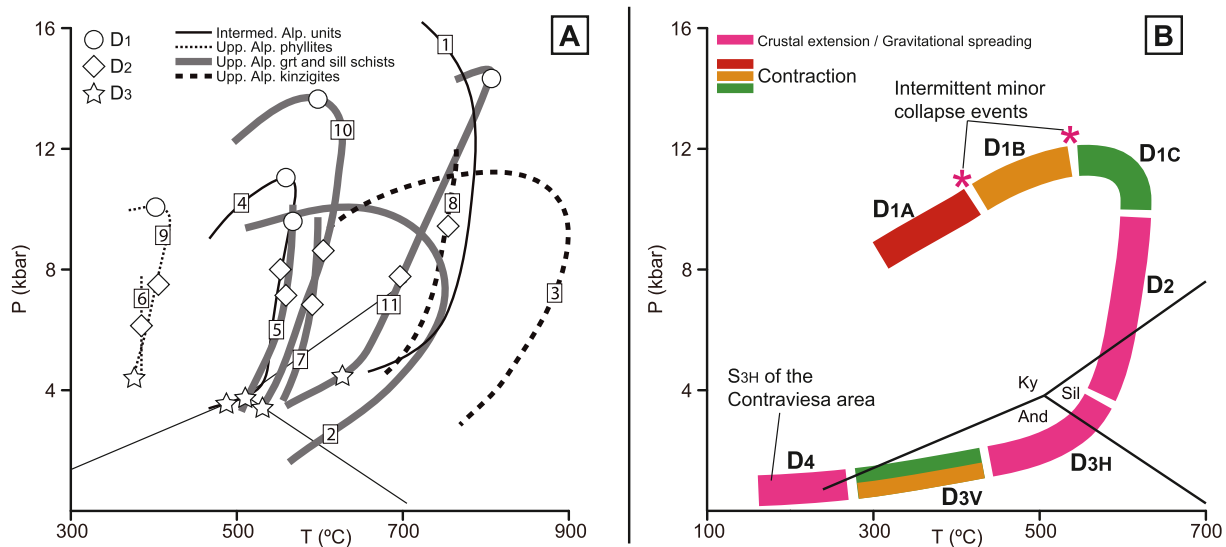 16
12
8
4
P (kbar)
300
500
700
900
T (ºC)
D1
D2
D3
Intermed. Alp. units
Upp. Alp. phyllites
Upp. Alp. grt and sill schists
Upp. Alp. kinzigites
A
1
10
4
8
9
6
3
11
5
7
2
16
12
8
4
P (kbar)
100
300
500
700
T (ºC)
Crustal extension / Gravitational spreading
Contraction
B
Intermittent minor
collapse events
*
*
D1B
D1C
D1A
D2
S3H of the
Contraviesa area
Ky
Sil
And
D4
D3V
D3H